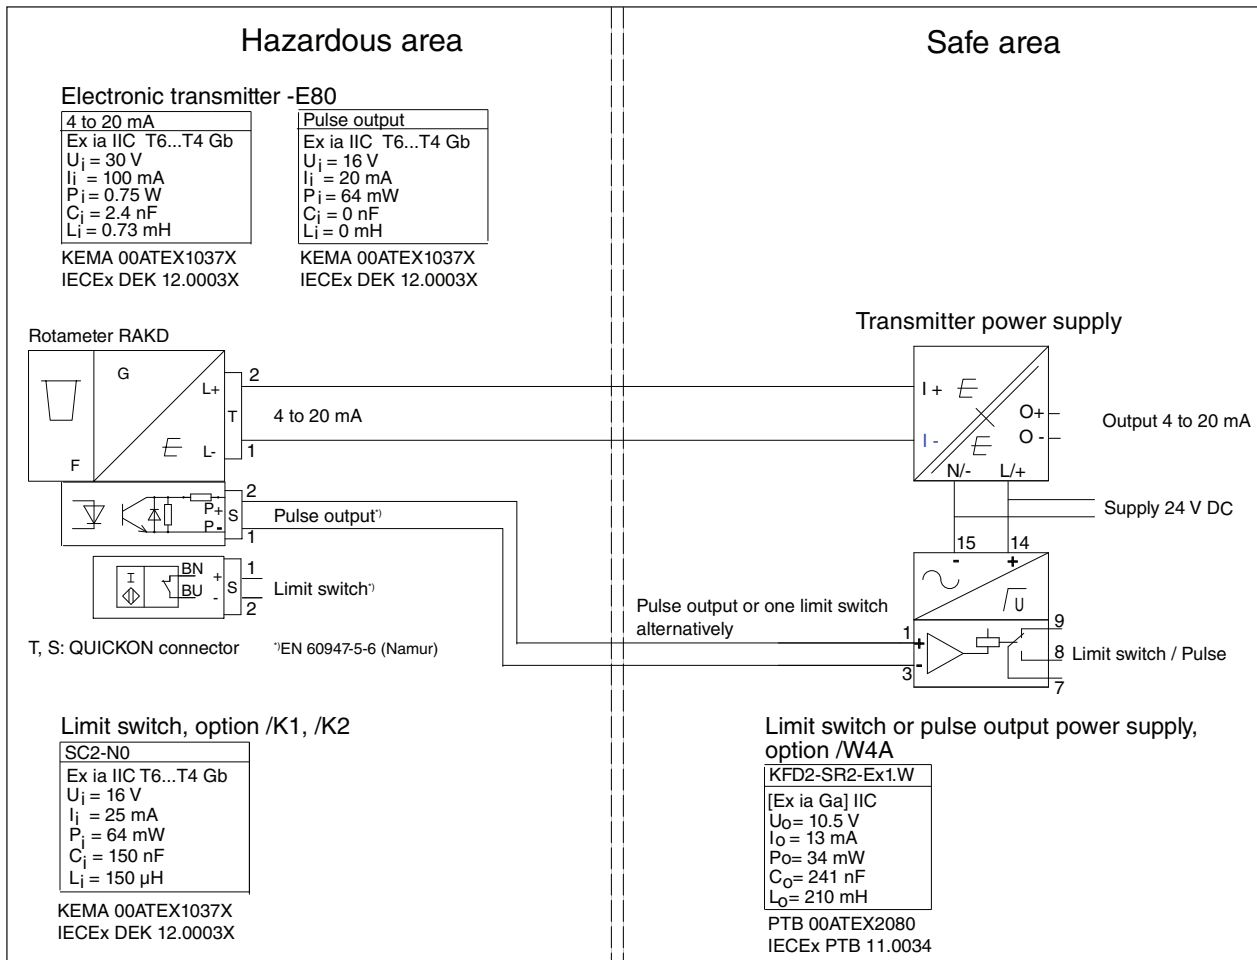 Hazardous area
Safe area
Electronic transmitter -E80
4 to 20 mA
Ex ia IIC T6...T4 Gb
Ui = 30 V
Ii = 100 mA
Pi = 0.75 W
Ci = 2.4 nF
Li = 0.73 mH
KEMA 00ATEX1037X
IECEx DEK 12.0003X
Pulse output
Ex ia IIC T6...T4 Gb
Ui = 16 V
Ii = 20 mA
Pi = 64 mW
Ci = 0 nF
Li = 0 mH
KEMA 00ATEX1037X
IECEx DEK 12.0003X
Rotameter RAKD
G
F
E
L+
L-
T
2
1
4 to 20 mA
P+
P-
S
2
1
Pulse output*)
I
BN
BU
+
-
S
1
2
Limit switch*)
T, S: QUICKON connector
*)EN 60947-5-6 (Namur)
Transmitter power supply
I +
I -
E
E
O+
O -
N/-
L/+
Output 4 to 20 mA
Supply 24 V DC
15
14
-
+
U
Pulse output or one limit switch
alternatively
1
+
-
3
9
8
7
Limit switch / Pulse
Limit switch, option /K1, /K2
SC2-N0
Ex ia IIC T6...T4 Gb
Ui = 16 V
Ii = 25 mA
Pi = 64 mW
Ci = 150 nF
Li = 150 µH
KEMA 00ATEX1037X
IECEx DEK 12.0003X
Limit switch or pulse output power supply,
option /W4A
KFD2-SR2-Ex1.W
[Ex ia Ga] IIC
Uo= 10.5 V
Io = 13 mA
Po= 34 mW
Co= 241 nF
Lo= 210 mH
PTB 00ATEX2080
IECEx PTB 11.0034